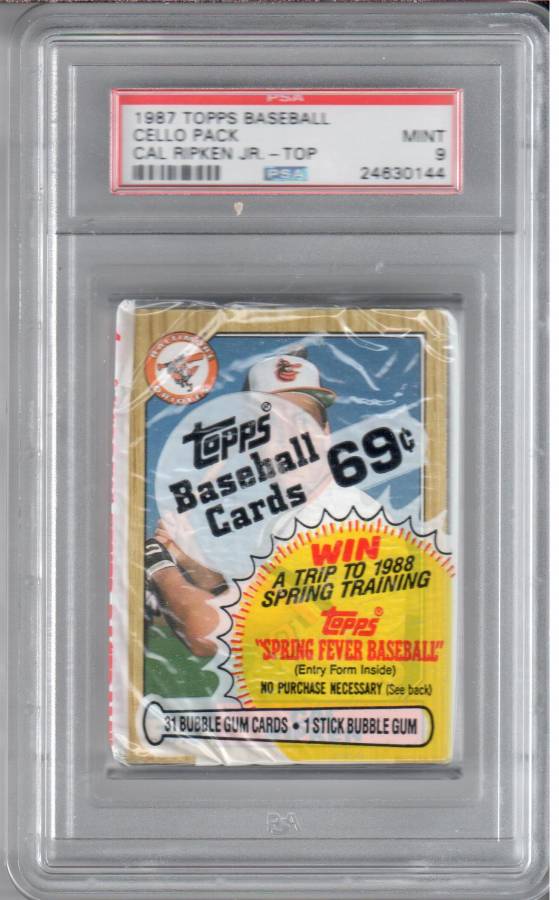 PSA
1987 TOPPS BASEBALL
CELLO PACK MINT
CAL RIPKEN JR. - TOP 9
PSA 24630144
Topps®
Baseball
Cards 69¢
WIN
A TRIP TO 1988
SPRING TRAINING
Topps®
"SPRING FEVER BASEBALL"
(Entry Form Inside)
NO PURCHASE NECESSARY (See back)
31 BUBBLE GUM CARDS • 1 STICK BUBBLE GUM
PSA